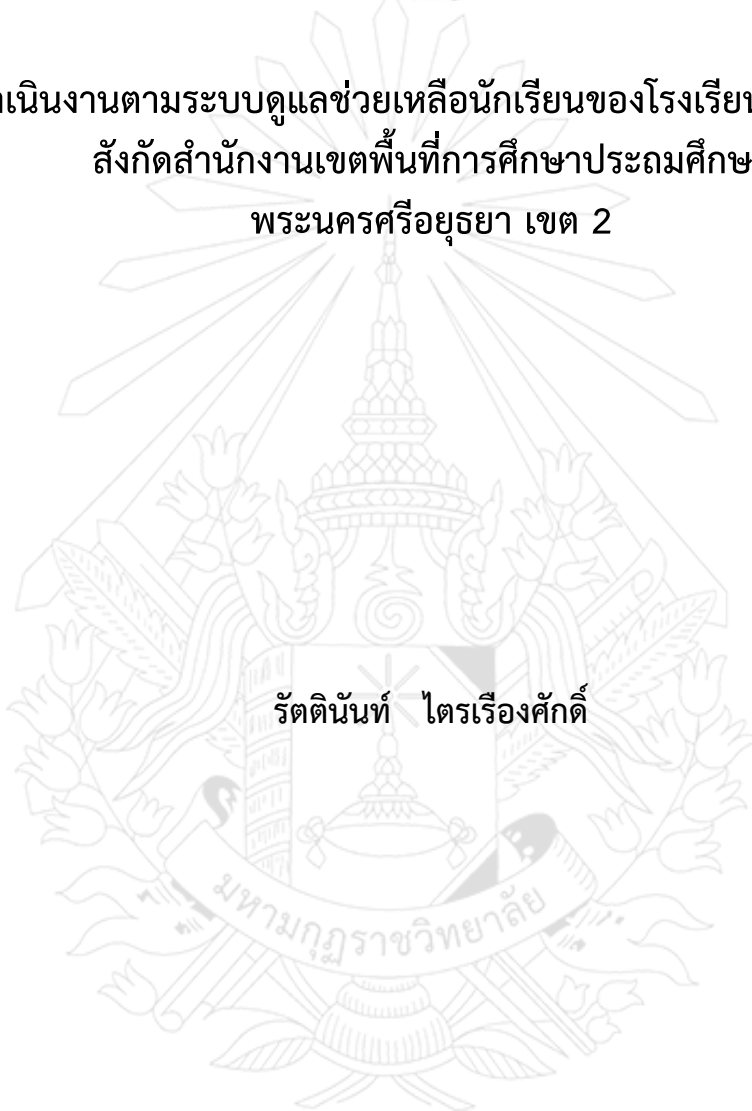 เนินงานตามระบบดูแลช่วยเหลือนักเรียนของโรงเรียน
สังกัดสำนักงานเขตพื้นที่การศึกษาประถมศึกษ
พระนครศรีอยุธยา เขต 2
รัตตินันท์ ไตรเรืองศักดิ์
มหามกุฏราชวิทยาลัย